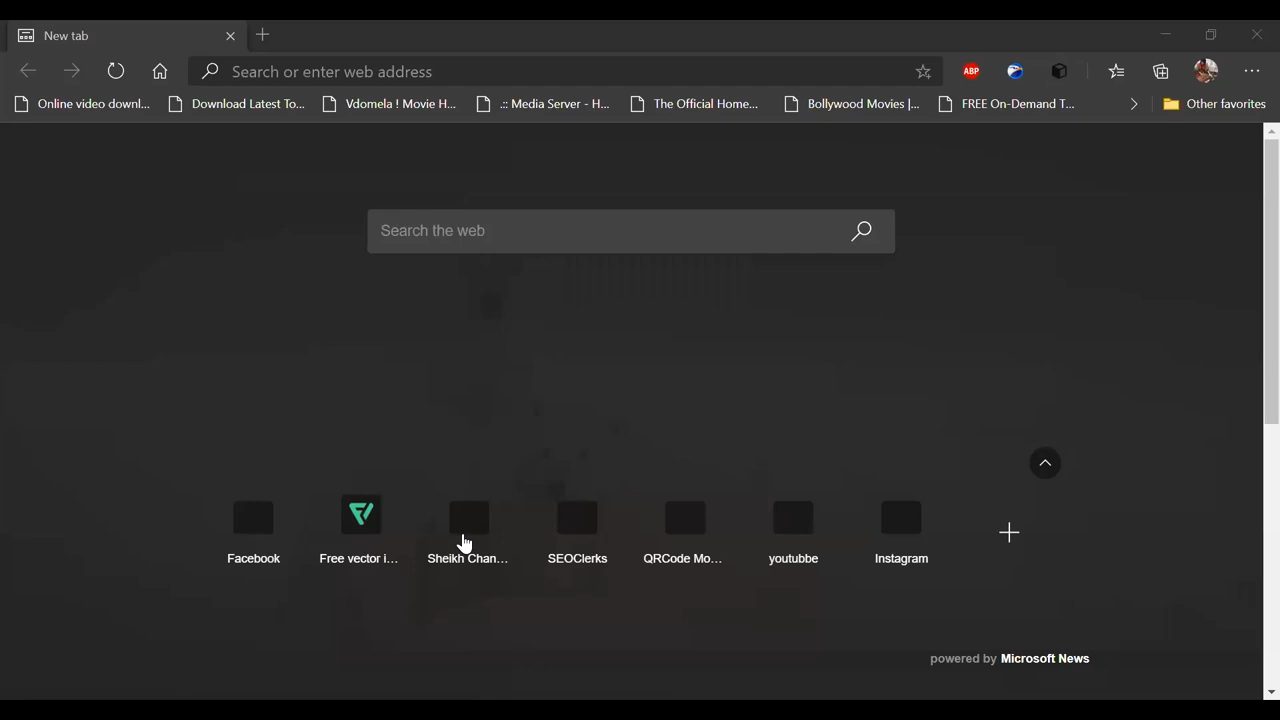 New tab
Search or enter web address
ABP
Online video downl...
Download Latest To...
Vdomela ! Movie H...
.:: Media Server - H...
The Official Home...
Bollywood Movies |...
FREE On-Demand T...
Other favorites
Search the web
Facebook
Free vector i...
Sheikh Chan...
SEOClerks
QRCode Mo...
youtubbe
Instagram
powered by Microsoft News